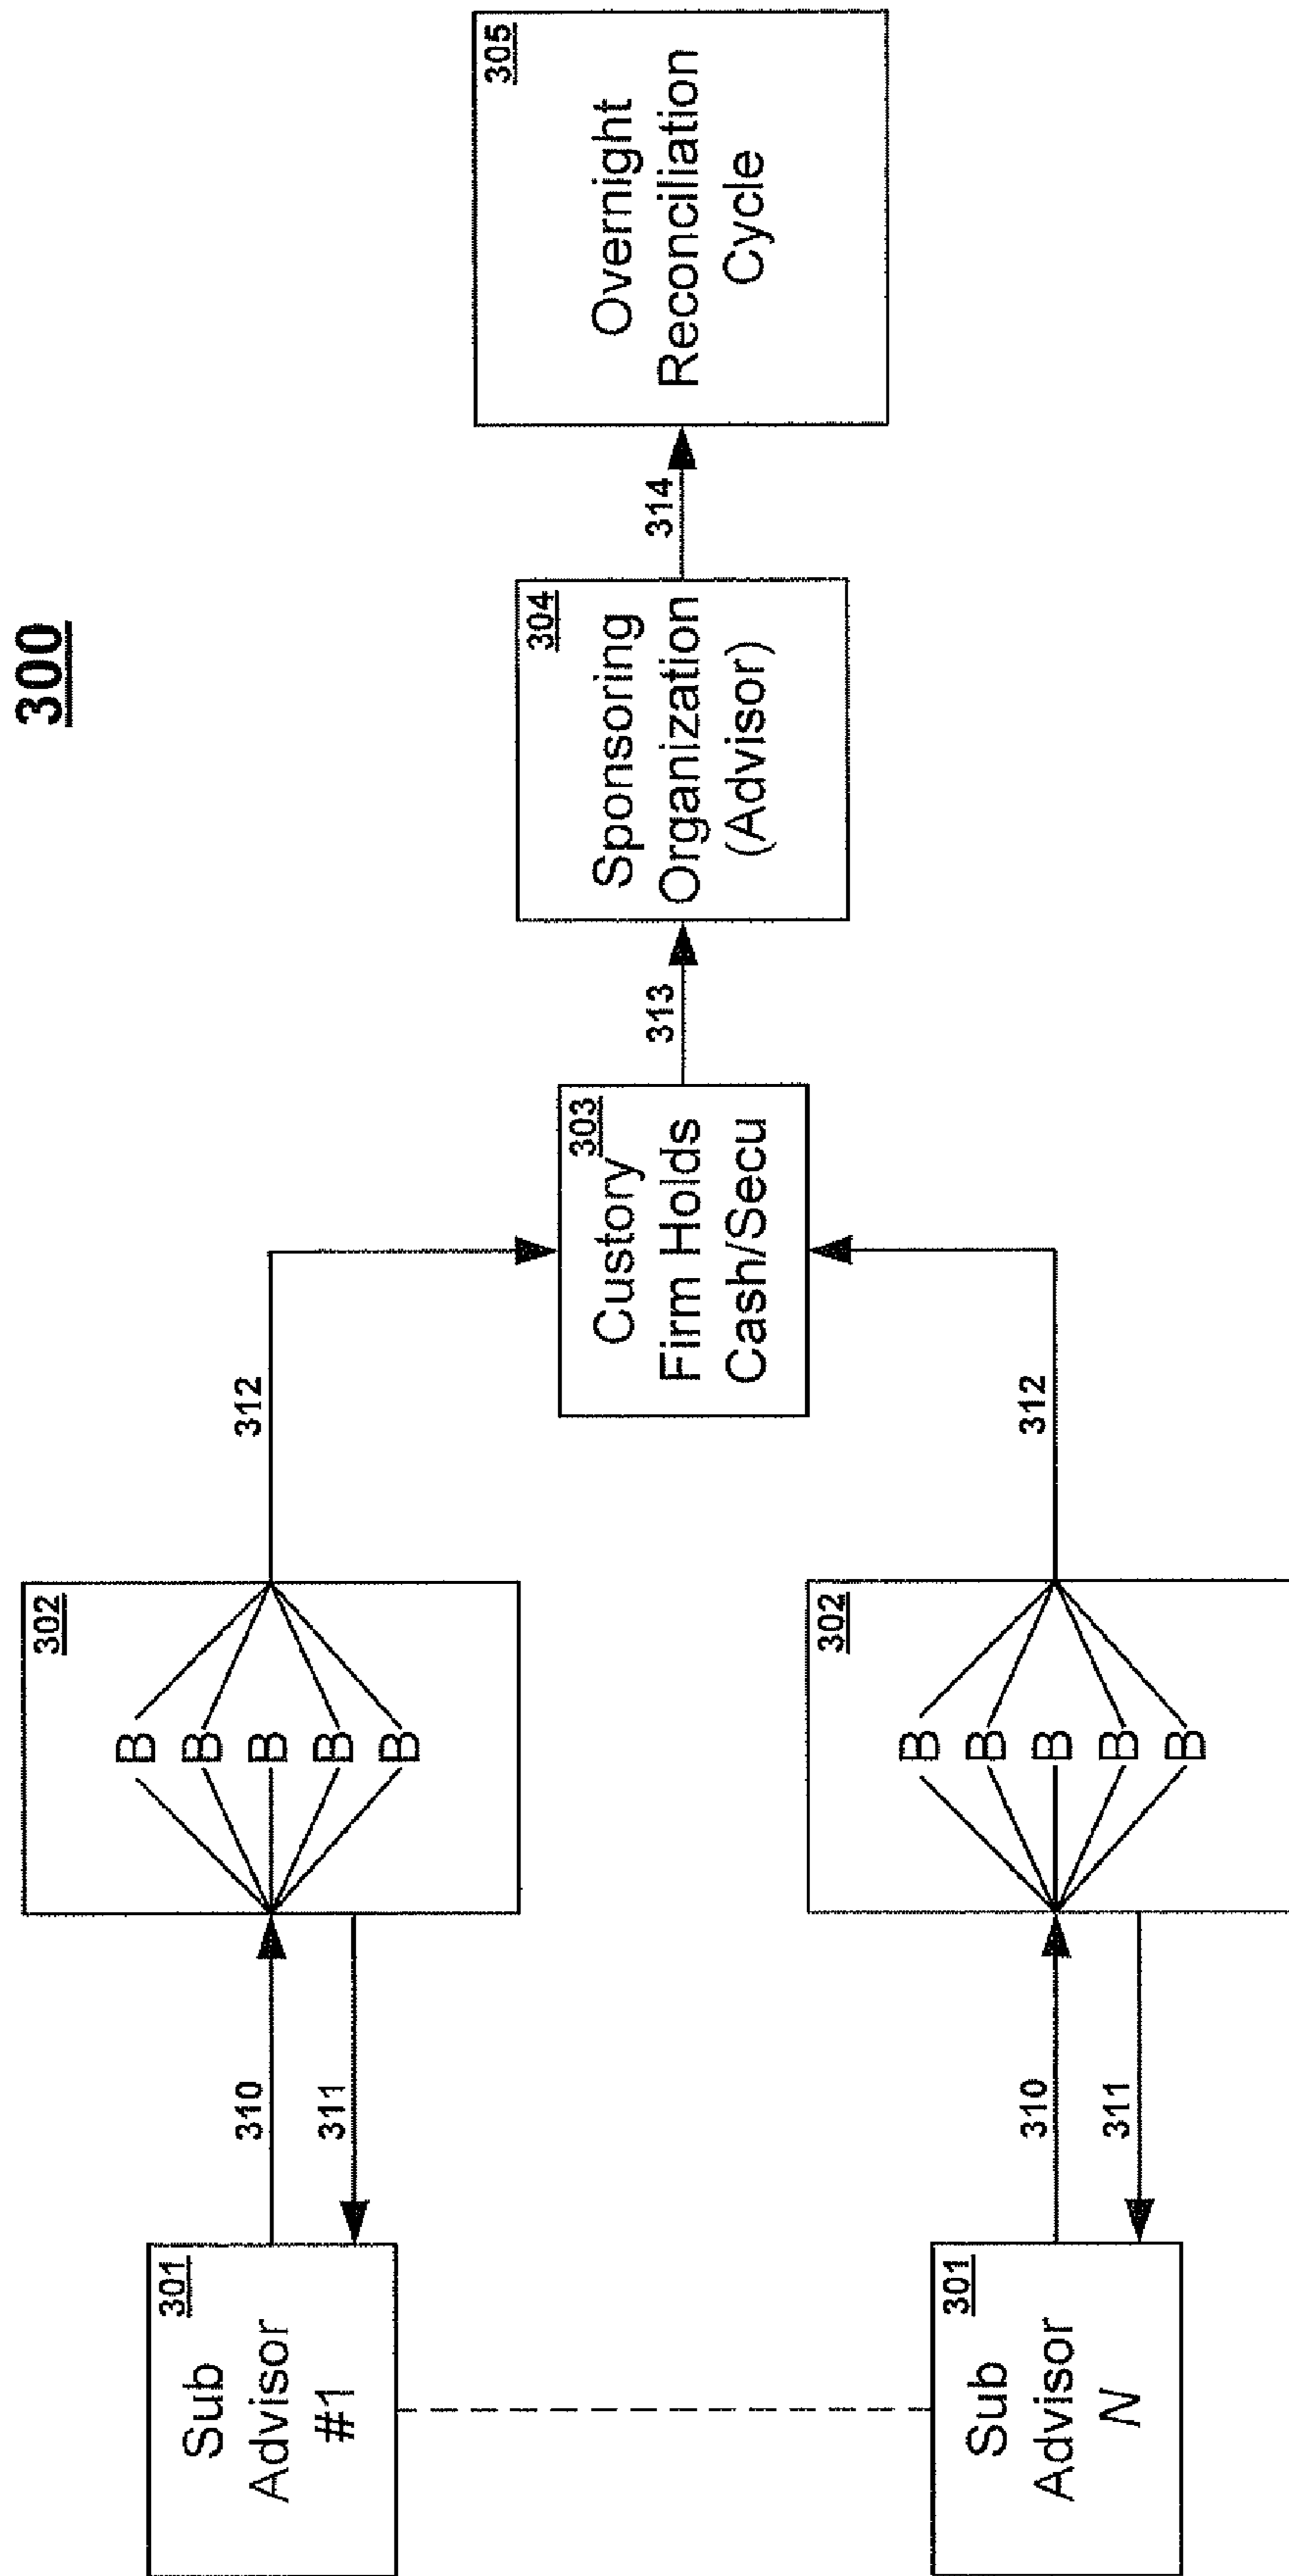 300
301
Sub
Advisor
#1
310
311
302
B
B
B
B
B
312
301
Sub
Advisor
N
310
311
302
B
B
B
B
B
312
303
Custory
Firm Holds
Cash/Secu
313
304
Sponsoring
Organization
(Advisor)
314
305
Overnight
Reconciliation
Cycle